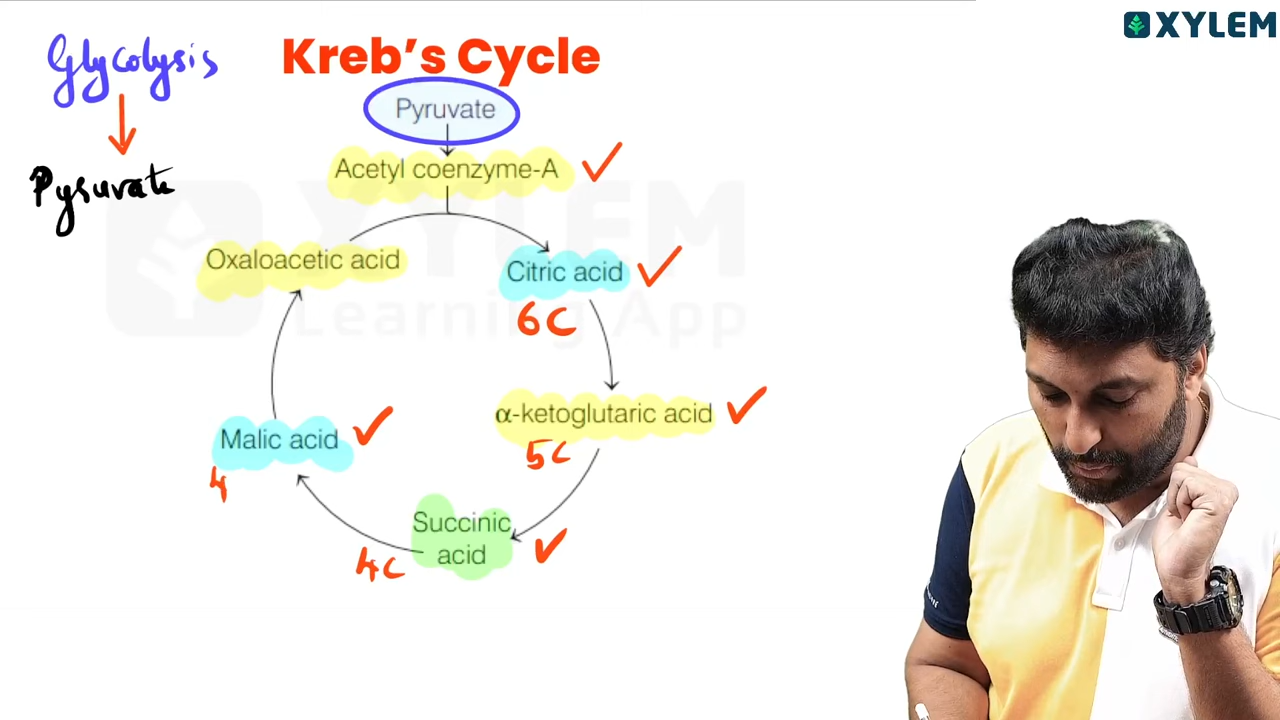 XYLEM
Glycolysis
Kreb's Cycle
Pyruvate
Acetyl coenzyme-A
Pyruvate
XYLEM
Learning App
Oxaloacetic acid
Citric acid
6C
α-ketoglutaric acid
5C
Malic acid
4
Succinic
acid
4C